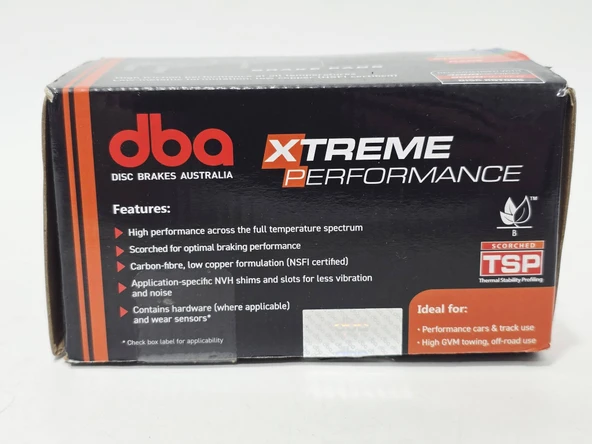 dba
DISC BRAKES AUSTRALIA
XTREME
PERFORMANCE
Features:
High performance across the full temperature spectrum
Scorched for optimal braking performance
Carbon-fibre, low copper formulation (NSFI certified)
Application-specific NVH shims and slots for less vibration
and noise
Contains hardware (where applicable)
and wear sensors*
* Check box label for applicability
TM
B
SCORCHED
TSP
Thermal Stability Profiling
Ideal for:
• Performance cars & track use
• High GVM towing, off-road use